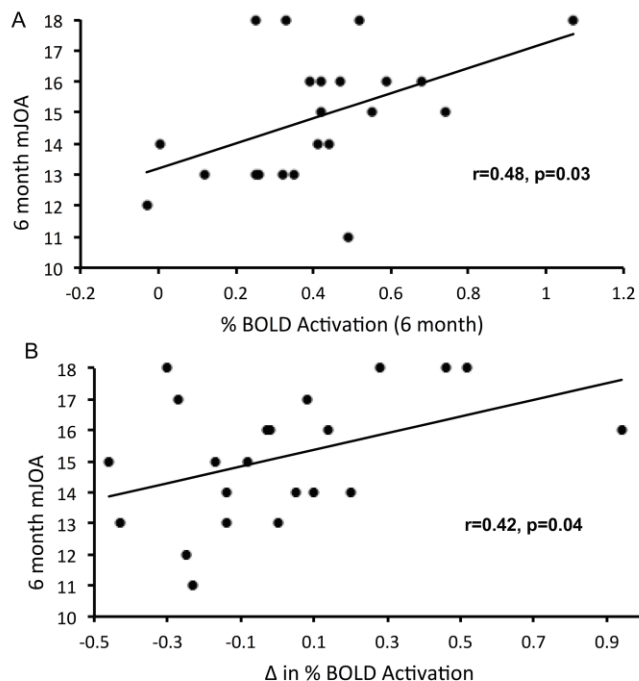 A
18
17
16
15
14
13
12
11
10
6 month mJOA
r=0.48, p=0.03
-0.2 0 0.2 0.4 0.6 0.8 1 1.2
% BOLD Activation (6 month)
B
18
17
16
15
14
13
12
11
10
6 month mJOA
r=0.42, p=0.04
-0.5 -0.3 -0.1 0.1 0.3 0.5 0.7 0.9
Δ in % BOLD Activation